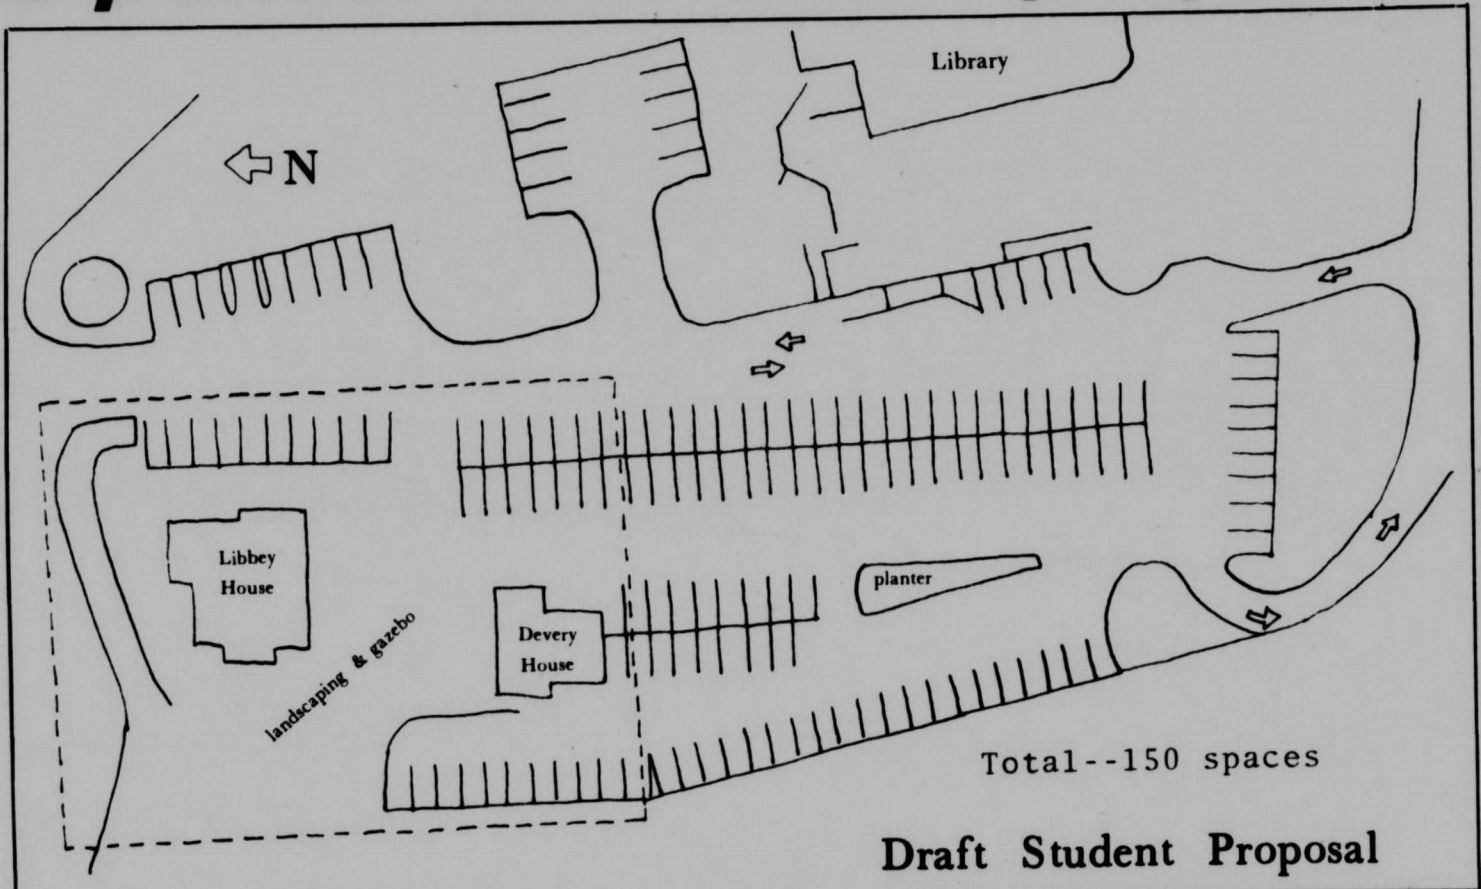 Library
N
Libbey
House
landscaping & gazebo
Devery
House
planter
Total--150 spaces
Draft Student Proposal